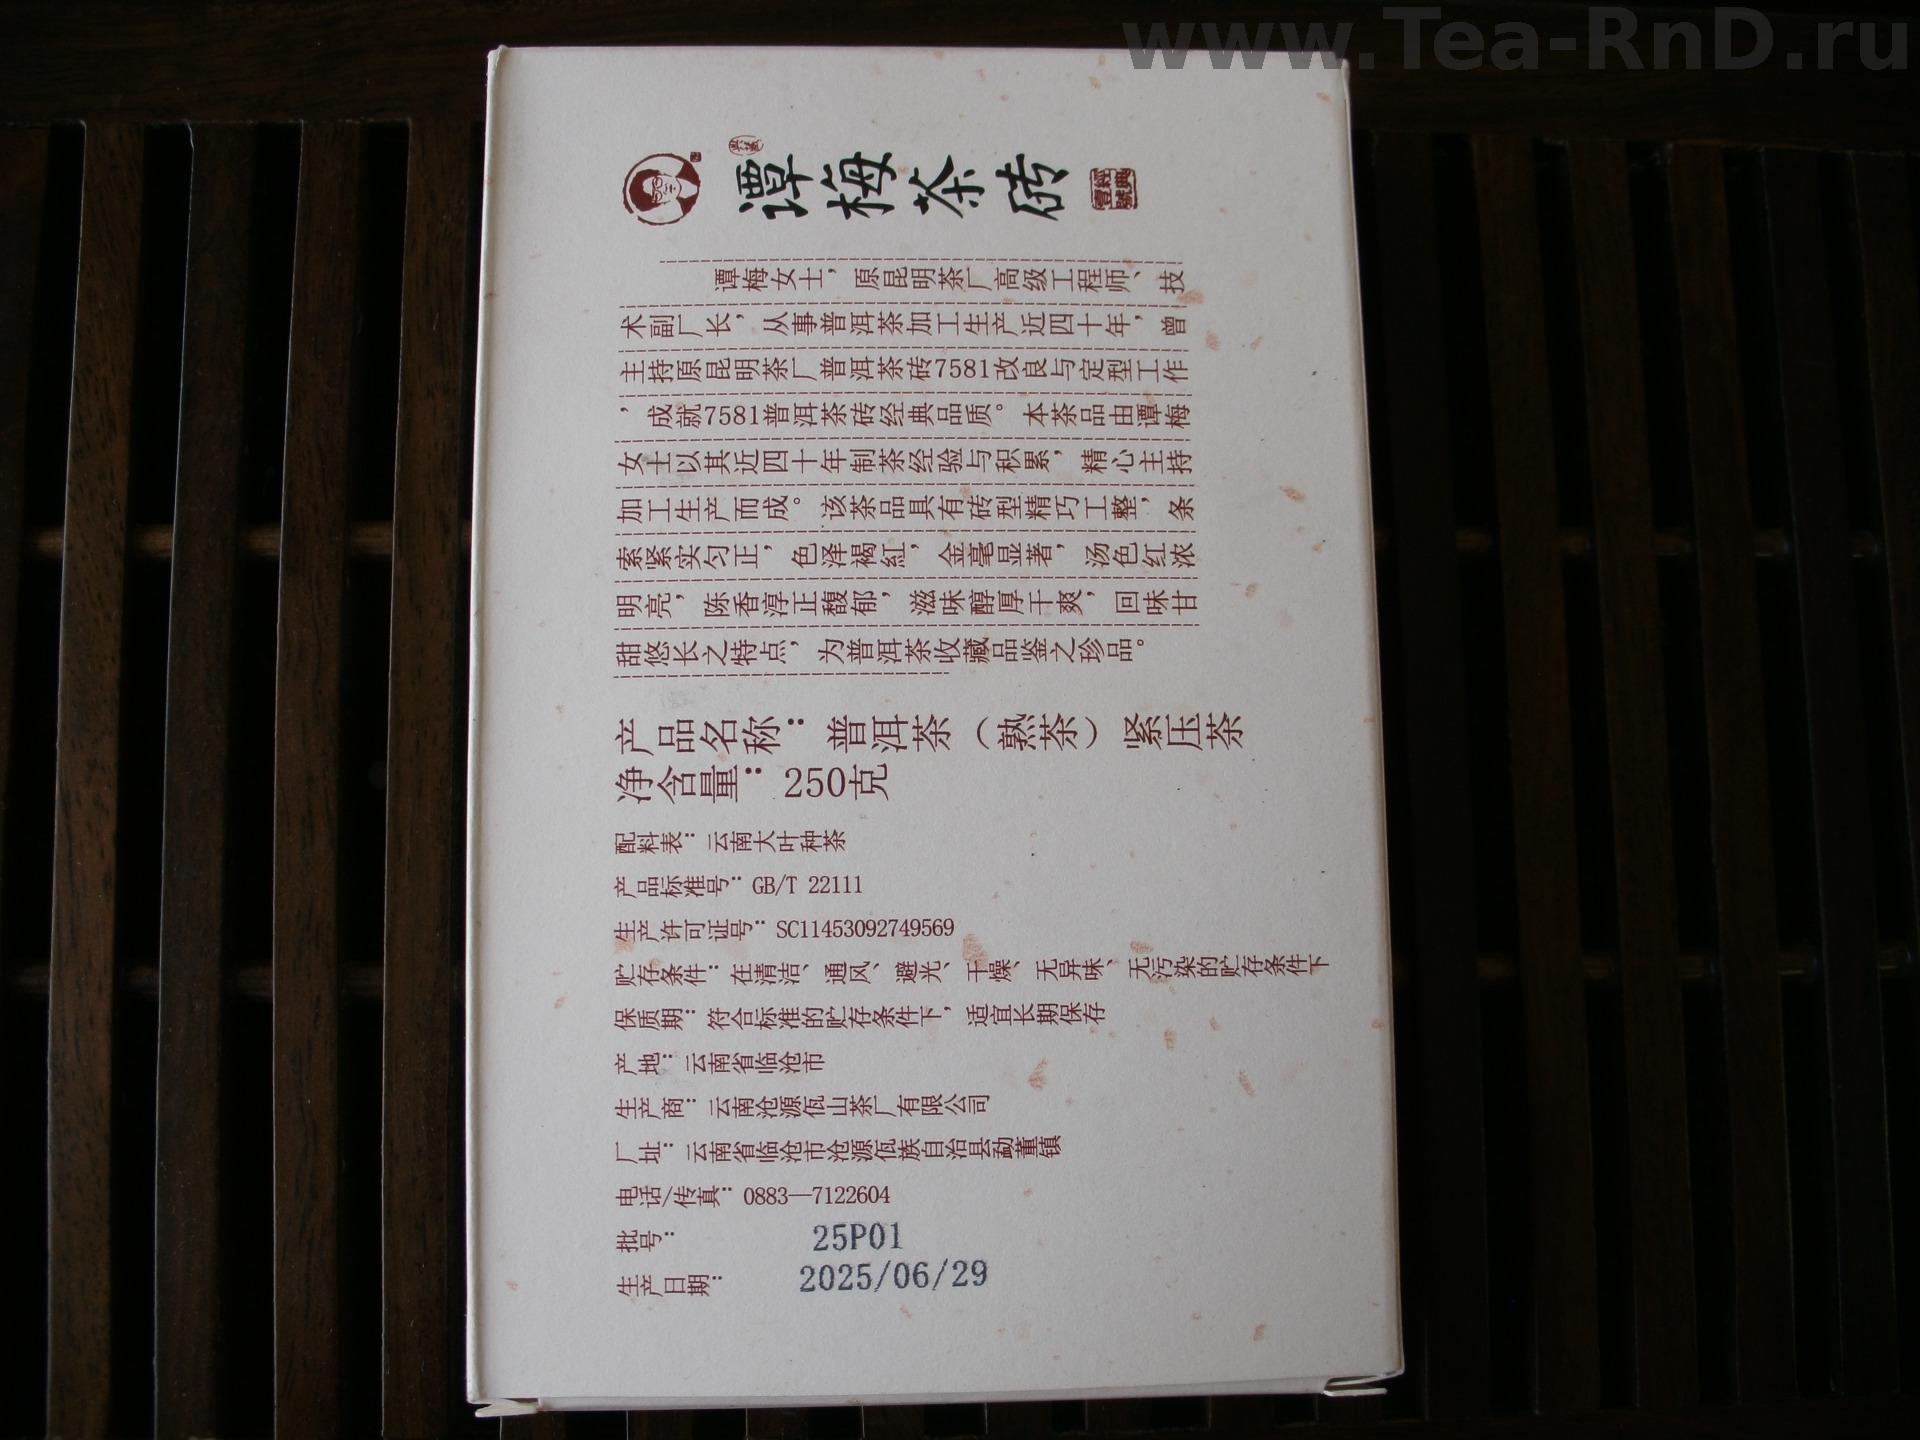 www.Tea-RnD.ru
典藏
谭梅茶砖
經典
壹號
谭梅女士，原昆明茶厂高级工程师、技
术副厂长，从事普洱茶加工生产近四十年，曾
主持原昆明茶厂普洱茶砖7581改良与定型工作
，成就7581普洱茶砖经典品质。本茶品由谭梅
女士以其近四十年制茶经验与积累，精心主持
加工生产而成。该茶品具有砖型精巧工整，条
索紧实匀正，色泽褐紅，金毫显著，汤色红浓
明亮，陈香淳正馥郁，滋味醇厚干爽，回味甘
甜悠长之特点，为普洱茶收藏品鉴之珍品。
产品名称：普洱茶（熟茶）紧压茶
净含量：250克
配料表：云南大叶种茶
产品标准号：GB/T 22111
生产许可证号：SC11453092749569
贮存条件：在清洁、通风、避光、干燥、无异味、无污染的贮存条件下
保质期：符合标准的贮存条件下，适宜长期保存
产地：云南省临沧市
生产商：云南沧源佤山茶厂有限公司
厂址：云南省临沧市沧源佤族自治县勐董镇
电话/传真：0883—7122604
批号： 25P01
生产日期： 2025/06/29